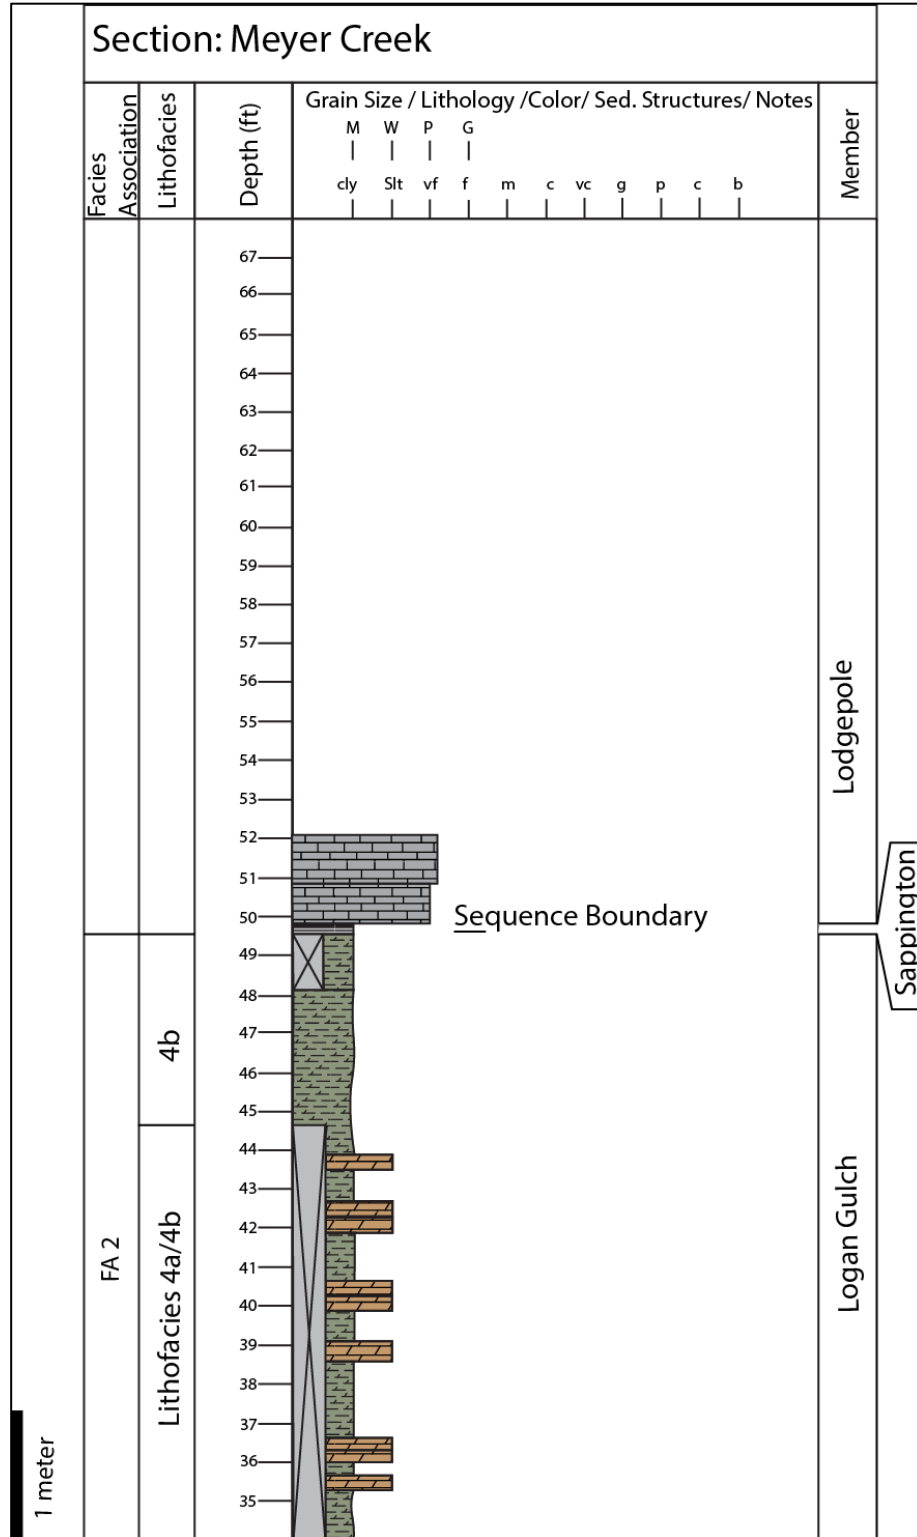 Section: Meyer Creek
Facies
Association
Lithofacies
Depth (ft)
Grain Size / Lithology /Color/ Sed. Structures/ Notes
M W P G
cly Slt vf f m c vc g p c b
Member
67
66
65
64
63
62
61
60
59
58
57
56
55
54
53
52
51
50
49
48
47
46
45
44
43
42
41
40
39
38
37
36
35
Lodgepole
Sequence Boundary
Sappington
4b
Logan Gulch
FA 2
Lithofacies 4a/4b
1 meter